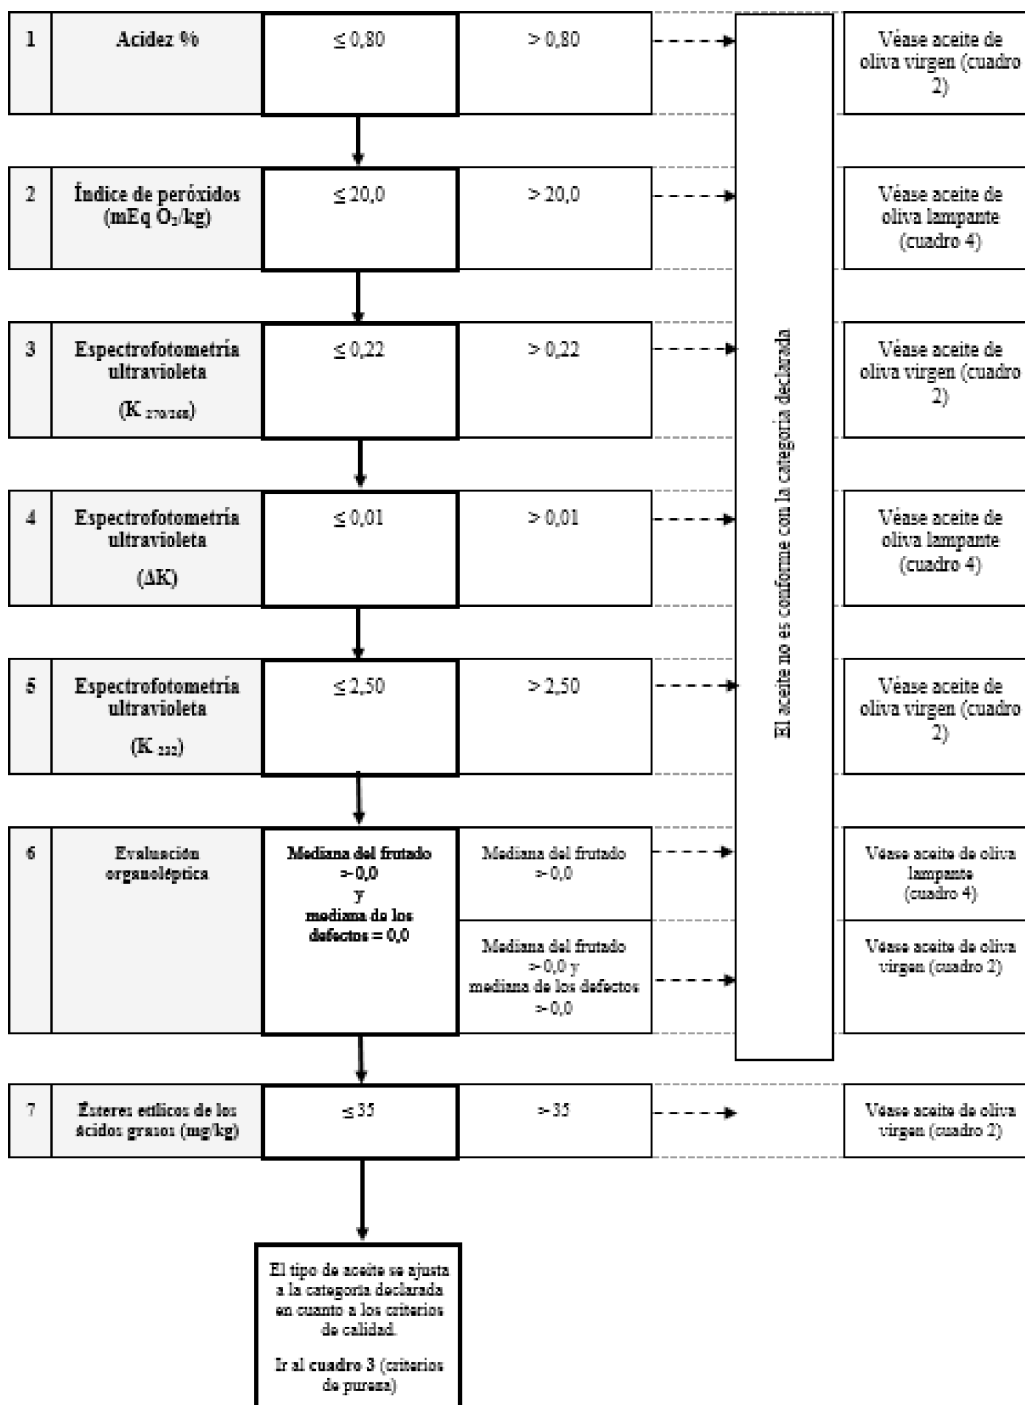 1
Acidez %
≤ 0,80
> 0,80
Véase aceite de
oliva virgen (cuadro
2)
2
Índice de peróxidos
(mEq O₂/kg)
≤ 20,0
> 20,0
Véase aceite de
oliva lampante
(cuadro 4)
3
Espectrofotometría
ultravioleta
(K 270/268)
≤ 0,22
> 0,22
Véase aceite de
oliva virgen (cuadro
2)
El aceite no es conforme con la categoría declarada
4
Espectrofotometría
ultravioleta
(ΔK)
≤ 0,01
> 0,01
Véase aceite de
oliva lampante
(cuadro 4)
5
Espectrofotometría
ultravioleta
(K 232)
≤ 2,50
> 2,50
Véase aceite de
oliva virgen (cuadro
2)
6
Evaluación
organoléptica
Mediana del frutado
> 0,0
y
mediana de los
defectos = 0,0
Mediana del frutado
> 0,0
Véase aceite de oliva
lampante
(cuadro 4)
Mediana del frutado
> 0,0 y
mediana de los defectos
> 0,0
Véase aceite de oliva
virgen (cuadro 2)
7
Ésteres etílicos de los
ácidos grasos (mg/kg)
≤ 35
> 35
Véase aceite de oliva
virgen (cuadro 2)
El tipo de aceite se ajusta
a la categoría declarada
en cuanto a los criterios
de calidad.
Ir al cuadro 3 (criterios
de pureza)